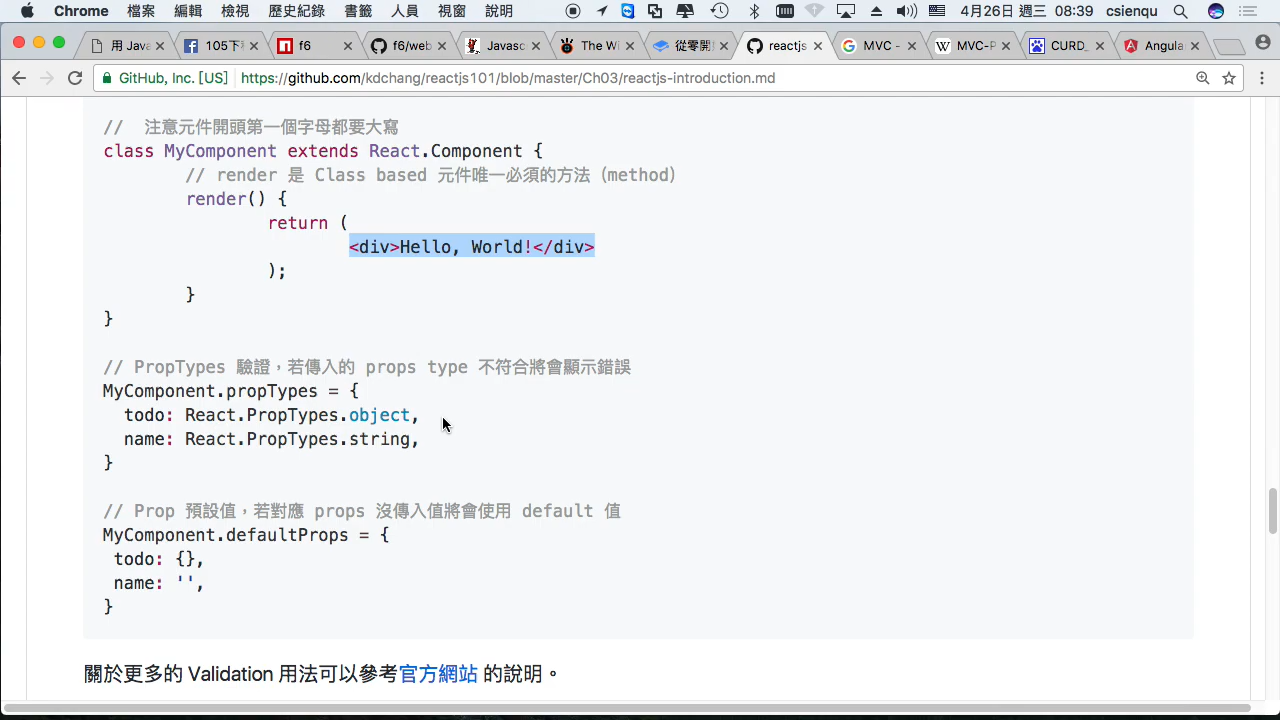 Chrome 檔案 編輯 檢視 歷史紀錄 書籤 人員 視窗 說明 4月26日 週三 08:39 csienqu
用 Java 105下 f6 f6/web Javasc The Wi 從零開 reactjs MVC - MVC-P CURD_ Angula
GitHub, Inc. [US] https://github.com/kdchang/reactjs101/blob/master/Ch03/reactjs-introduction.md
// 注意元件開頭第一個字母都要大寫
class MyComponent extends React.Component {
// render 是 Class based 元件唯一必須的方法（method）
render() {
return (
<div>Hello, World!</div>
);
}
}
// PropTypes 驗證，若傳入的 props type 不符合將會顯示錯誤
MyComponent.propTypes = {
todo: React.PropTypes.object,
name: React.PropTypes.string,
}
// Prop 預設值，若對應 props 沒傳入值將會使用 default 值
MyComponent.defaultProps = {
todo: {},
name: '',
}
關於更多的 Validation 用法可以參考官方網站 的說明。